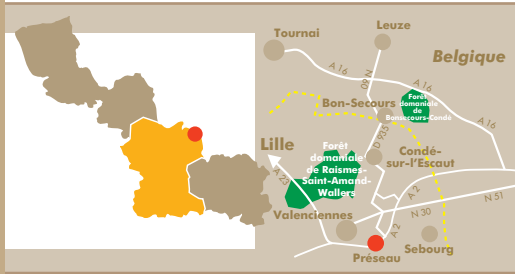 Leuze
Tournai
Belgique
A 16
N 60
A 16
Forêt
domaniale
de
Bonsecours-Condé
Bon-Secours
A 16
D 935
Lille
Forêt
domaniale
de Raismes-
Saint-Amand-
Wallers
Condé-
sur-l'Escaut
A 23
A 2
N 51
Valenciennes
N 30
A 2
Sebourg
Préseau